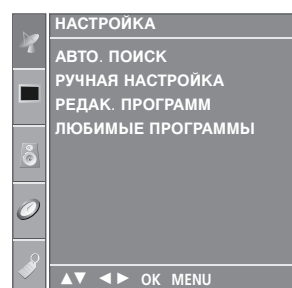 НАСТРОЙКА
АВТО. ПОИСК
РУЧНАЯ НАСТРОЙКА
РЕДАК. ПРОГРАММ
ЛЮБИМЫЕ ПРОГРАММЫ
▲▼ ◄► OK MENU